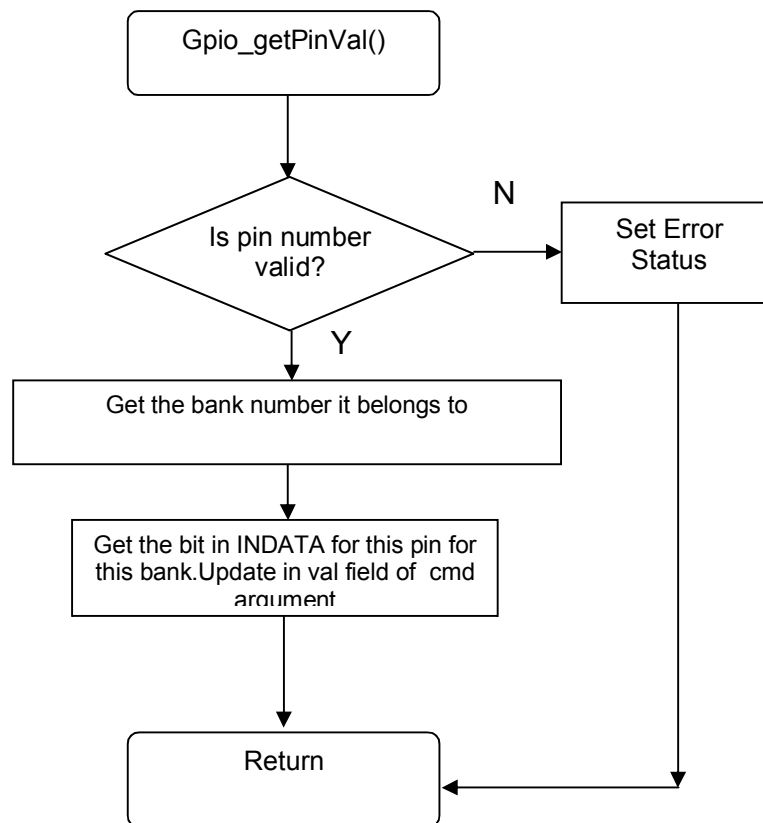 Gpio_getPinVal()
Is pin number
valid?
N
Set Error
Status
Y
Get the bank number it belongs to
Get the bit in INDATA for this pin for
this bank.Update in val field of cmd
argument
Return